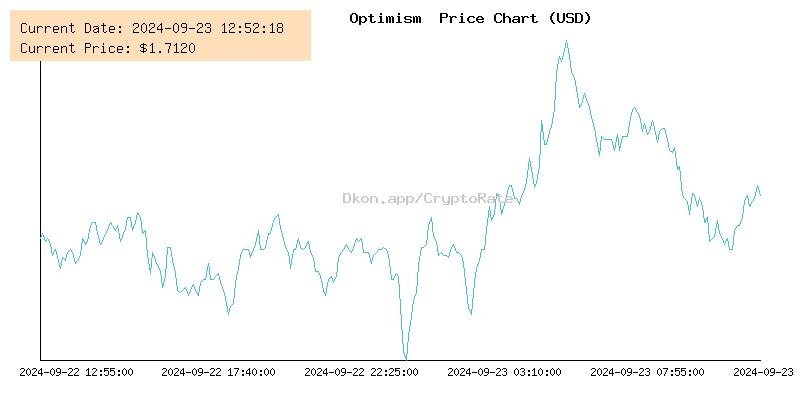 Optimism  Price Chart (USD)
Current Date: 2024-09-23 12:52:18
Current Price: $1.7120
Dkon.app/CryptoRate
2024-09-22 12:55:00 2024-09-22 17:40:00 2024-09-22 22:25:00 2024-09-23 03:10:00 2024-09-23 07:55:00 2024-09-23